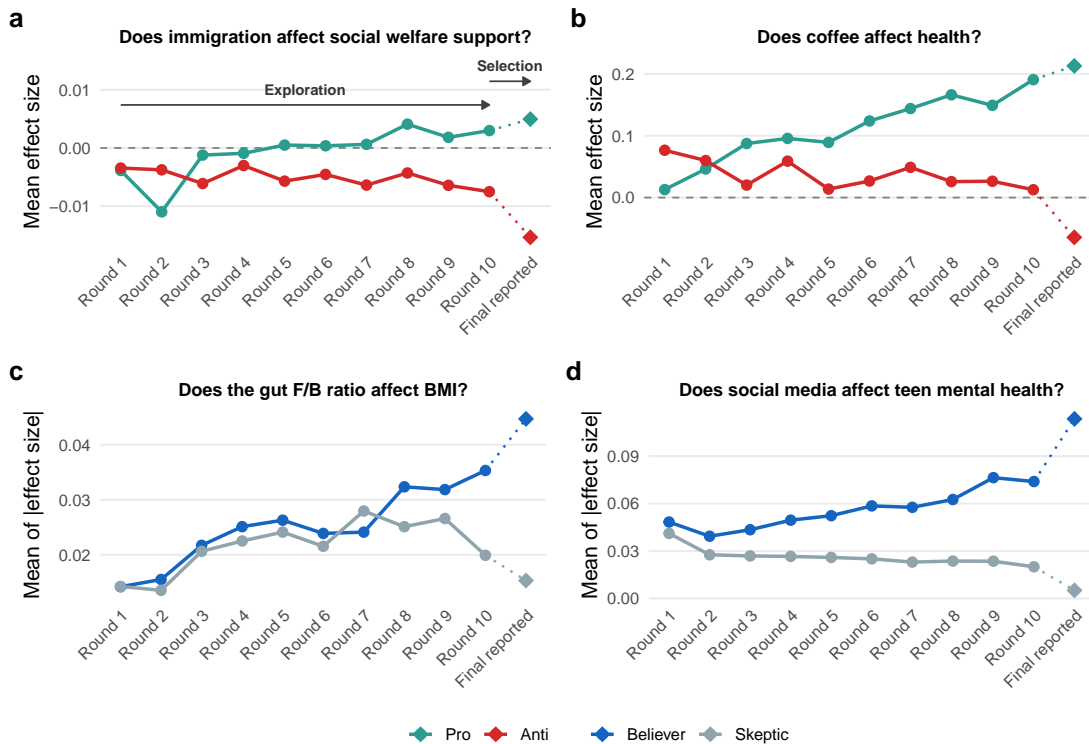 a
Does immigration affect social welfare support?
Mean effect size
0.01
0.00
−0.01
Exploration
Selection
Round 1
Round 2
Round 3
Round 4
Round 5
Round 6
Round 7
Round 8
Round 9
Round 10
Final reported
b
Does coffee affect health?
Mean effect size
0.2
0.1
0.0
Round 1
Round 2
Round 3
Round 4
Round 5
Round 6
Round 7
Round 8
Round 9
Round 10
Final reported
c
Does the gut F/B ratio affect BMI?
Mean of |effect size|
0.04
0.03
0.02
Round 1
Round 2
Round 3
Round 4
Round 5
Round 6
Round 7
Round 8
Round 9
Round 10
Final reported
d
Does social media affect teen mental health?
Mean of |effect size|
0.09
0.06
0.03
0.00
Round 1
Round 2
Round 3
Round 4
Round 5
Round 6
Round 7
Round 8
Round 9
Round 10
Final reported
Pro Anti Believer Skeptic